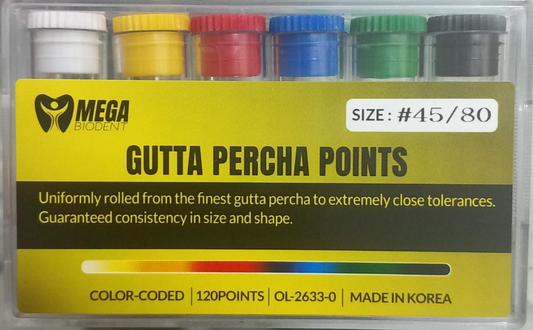 MEGA
BIODENT
SIZE : #45/80
GUTTA PERCHA POINTS
Uniformly rolled from the finest gutta percha to extremely close tolerances.
Guaranteed consistency in size and shape.
COLOR-CODED | 120POINTS | OL-2633-0 | MADE IN KOREA